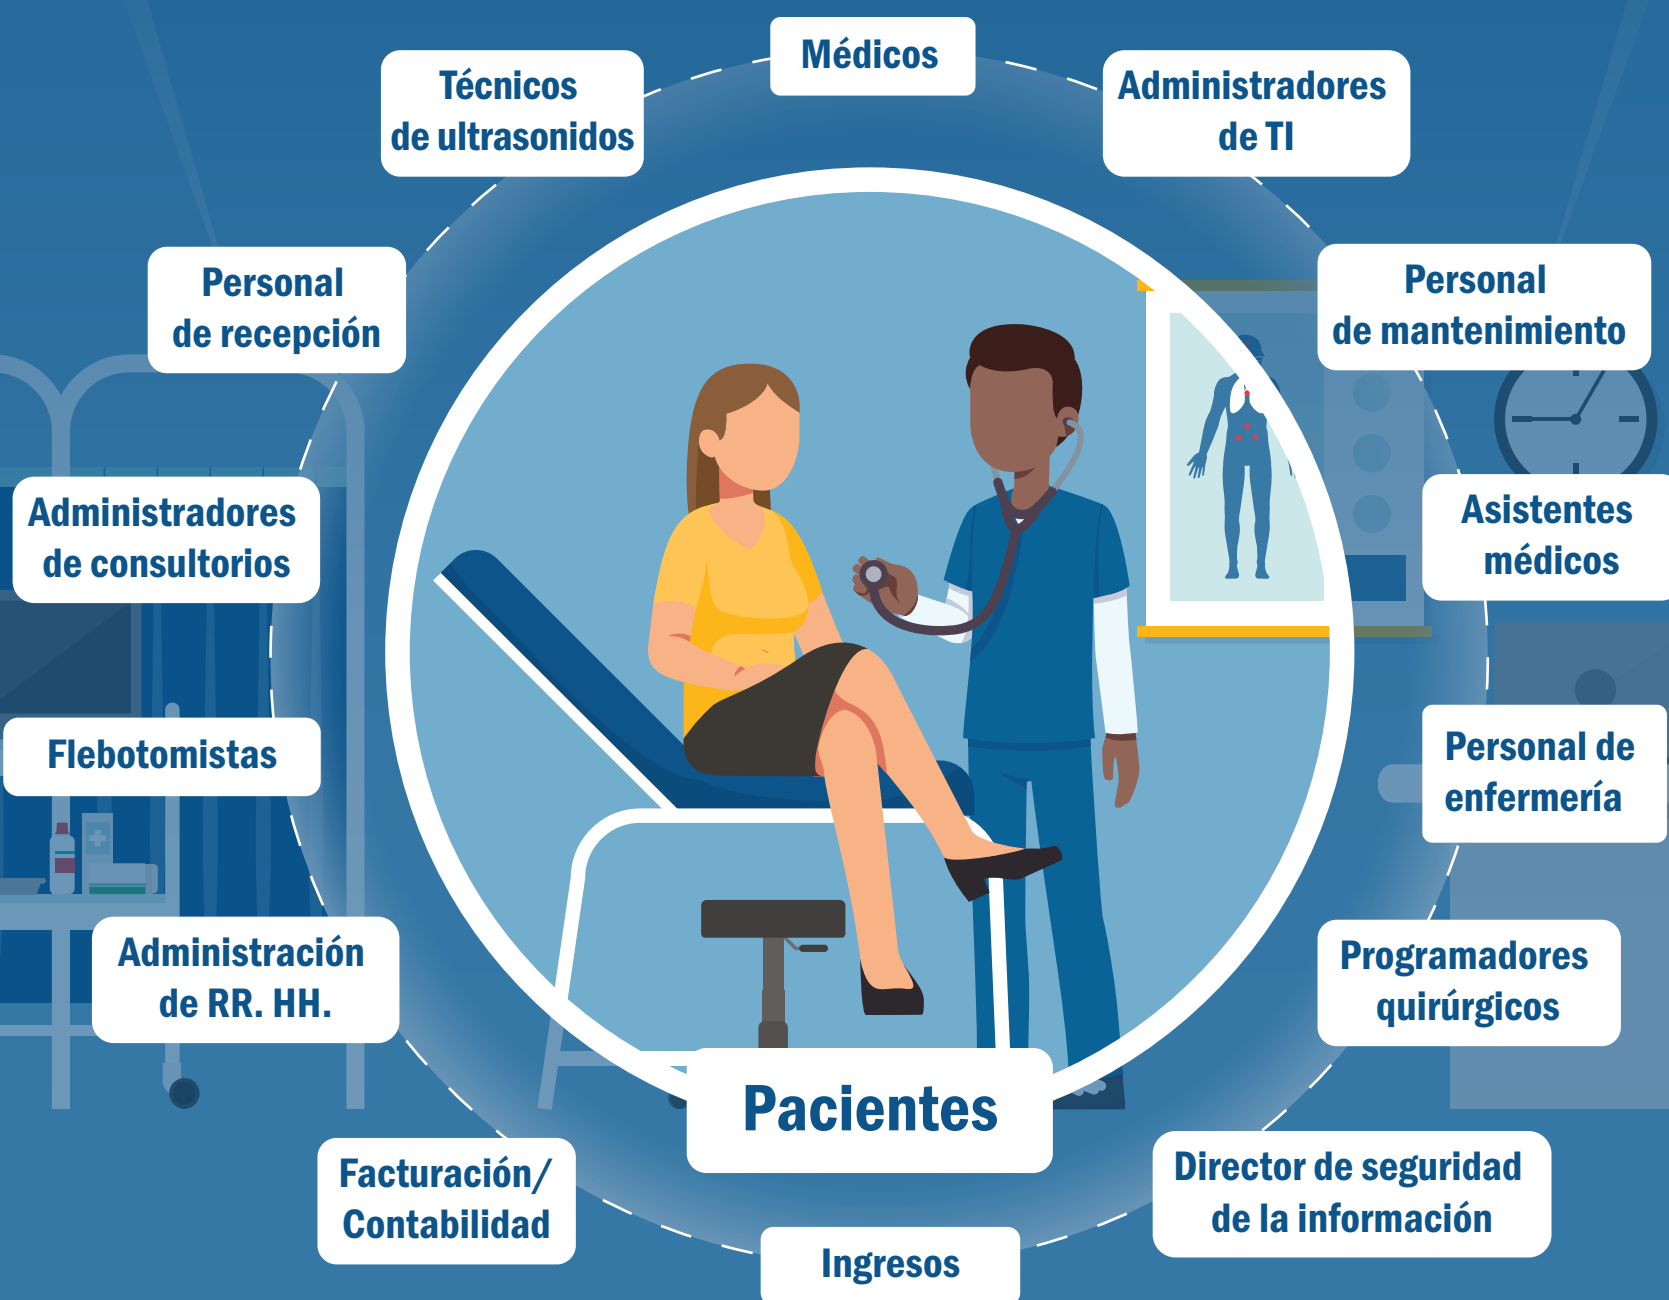 Médicos
Técnicos
de ultrasonidos
Administradores
de TI
Personal
de recepción
Personal
de mantenimiento
Administradores
de consultorios
Asistentes
médicos
Flebotomistas
Personal de
enfermería
Administración
de RR. HH.
Programadores
quirúrgicos
Pacientes
Facturación/
Contabilidad
Director de seguridad
de la información
Ingresos